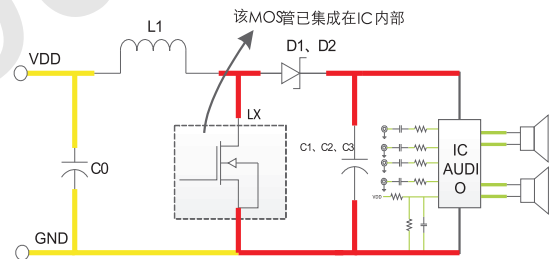 该MOS管已集成在IC内部
L1
VDD
D1、D2
LX
C0
C1、C2、C3
IC
AUDI
O
VDD
GND